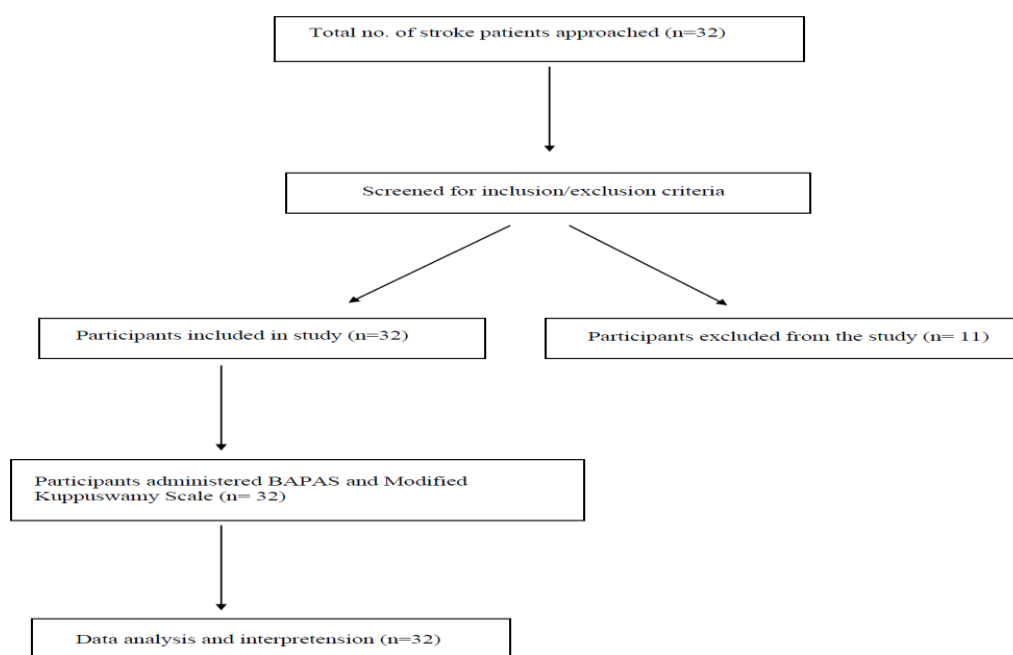 Total no. of stroke patients approached (n=32)
Screened for inclusion/exclusion criteria
Participants included in study (n=32)
Participants excluded from the study (n= 11)
Participants administered BAPAS and Modified
Kuppuswamy Scale (n= 32)
Data analysis and interpretension (n=32)